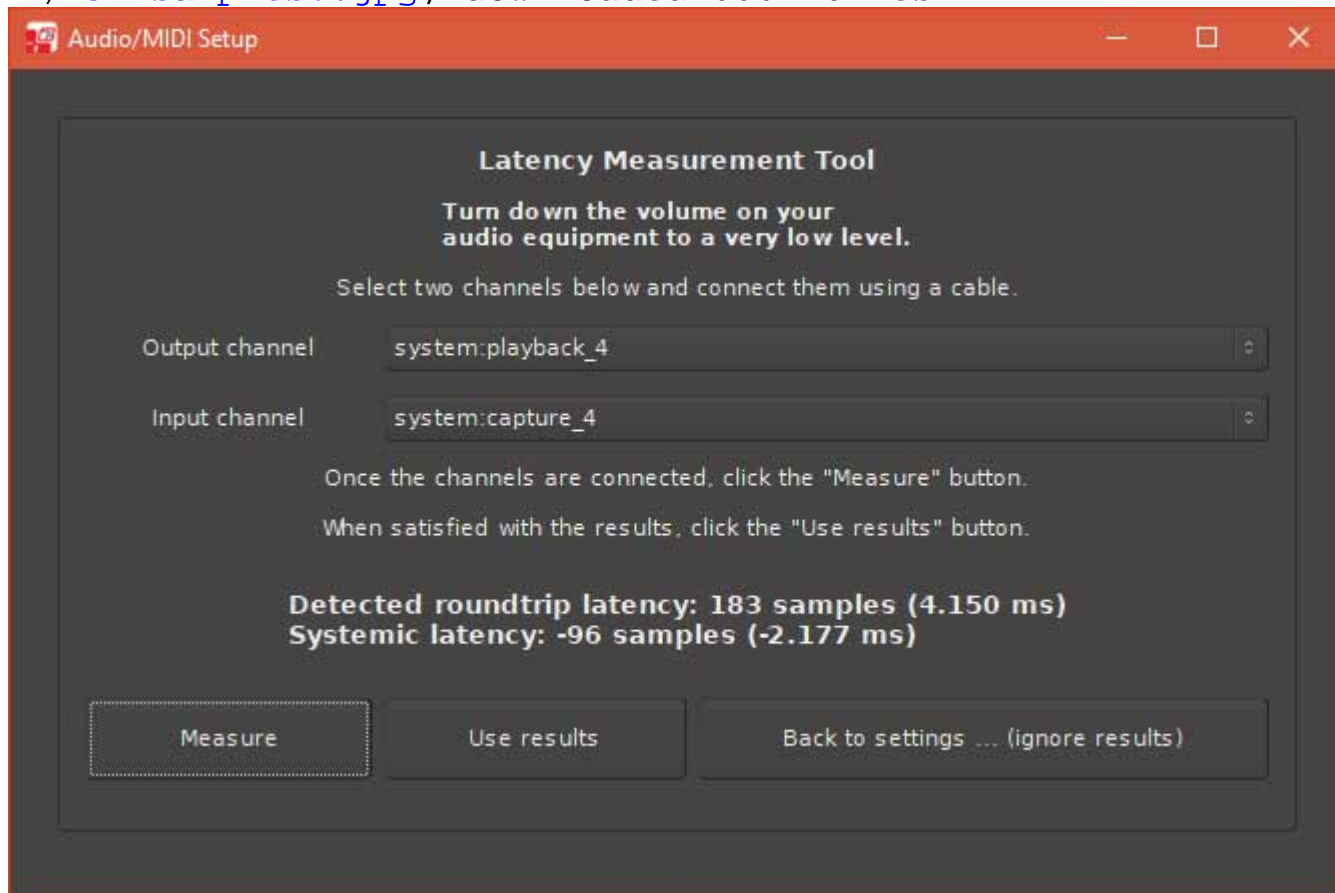 Audio/MIDI Setup
Latency Measurement Tool
Turn down the volume on your
audio equipment to a very low level.
Select two channels below and connect them using a cable.
Output channel system:playback_4
Input channel system:capture_4
Once the channels are connected, click the "Measure" button.
When satisfied with the results, click the "Use results" button.
Detected roundtrip latency: 183 samples (4.150 ms)
Systemic latency: -96 samples (-2.177 ms)
Measure Use results Back to settings ... (ignore results)